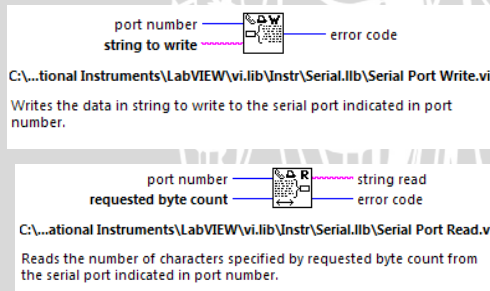 port number
string to write
W
error code
C:\...tional Instruments\LabVIEW\vi.lib\Instr\Serial.llb\Serial Port Write.vi
Writes the data in string to write to the serial port indicated in port
number.
port number
requested byte count
R
string read
error code
C:\...ational Instruments\LabVIEW\vi.lib\Instr\Serial.llb\Serial Port Read.v
Reads the number of characters specified by requested byte count from
the serial port indicated in port number.